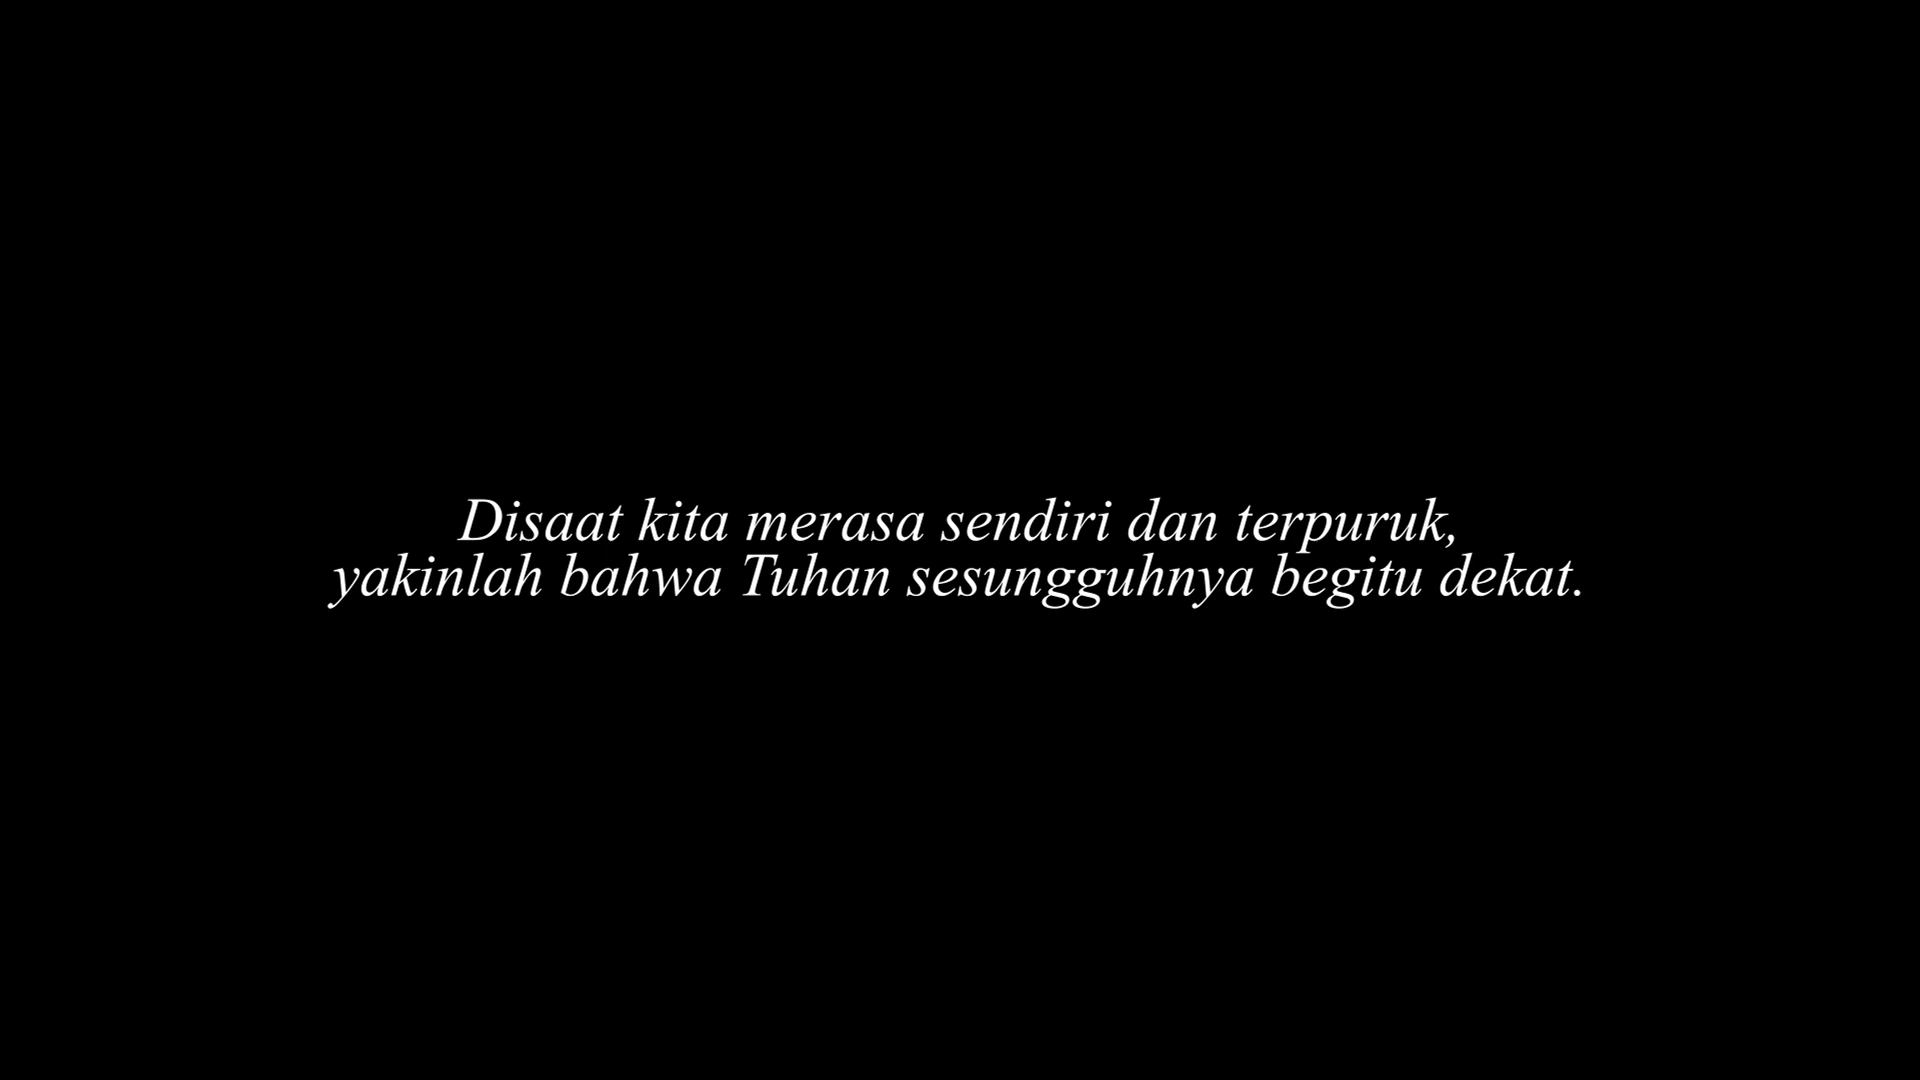 Disaat kita merasa sendiri dan terpuruk,
yakinlah bahwa Tuhan sesungguhnya begitu dekat.